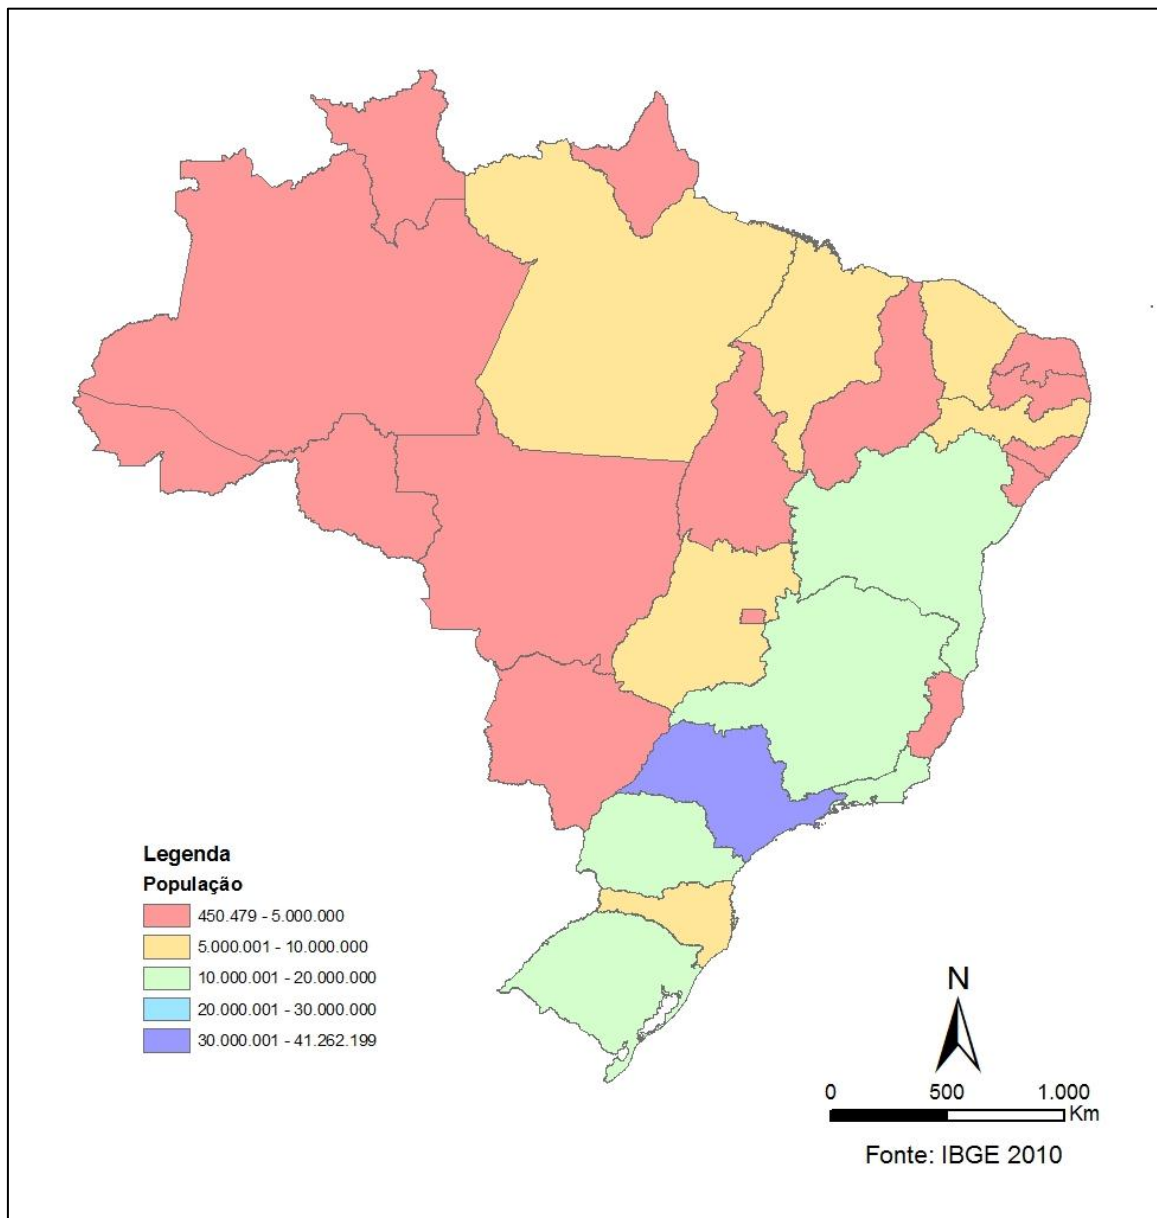 Legenda
População
450.479 - 5.000.000
5.000.001 - 10.000.000
10.000.001 - 20.000.000
20.000.001 - 30.000.000
30.000.001 - 41.262.199
N
0 500 1.000
Km
Fonte: IBGE 2010